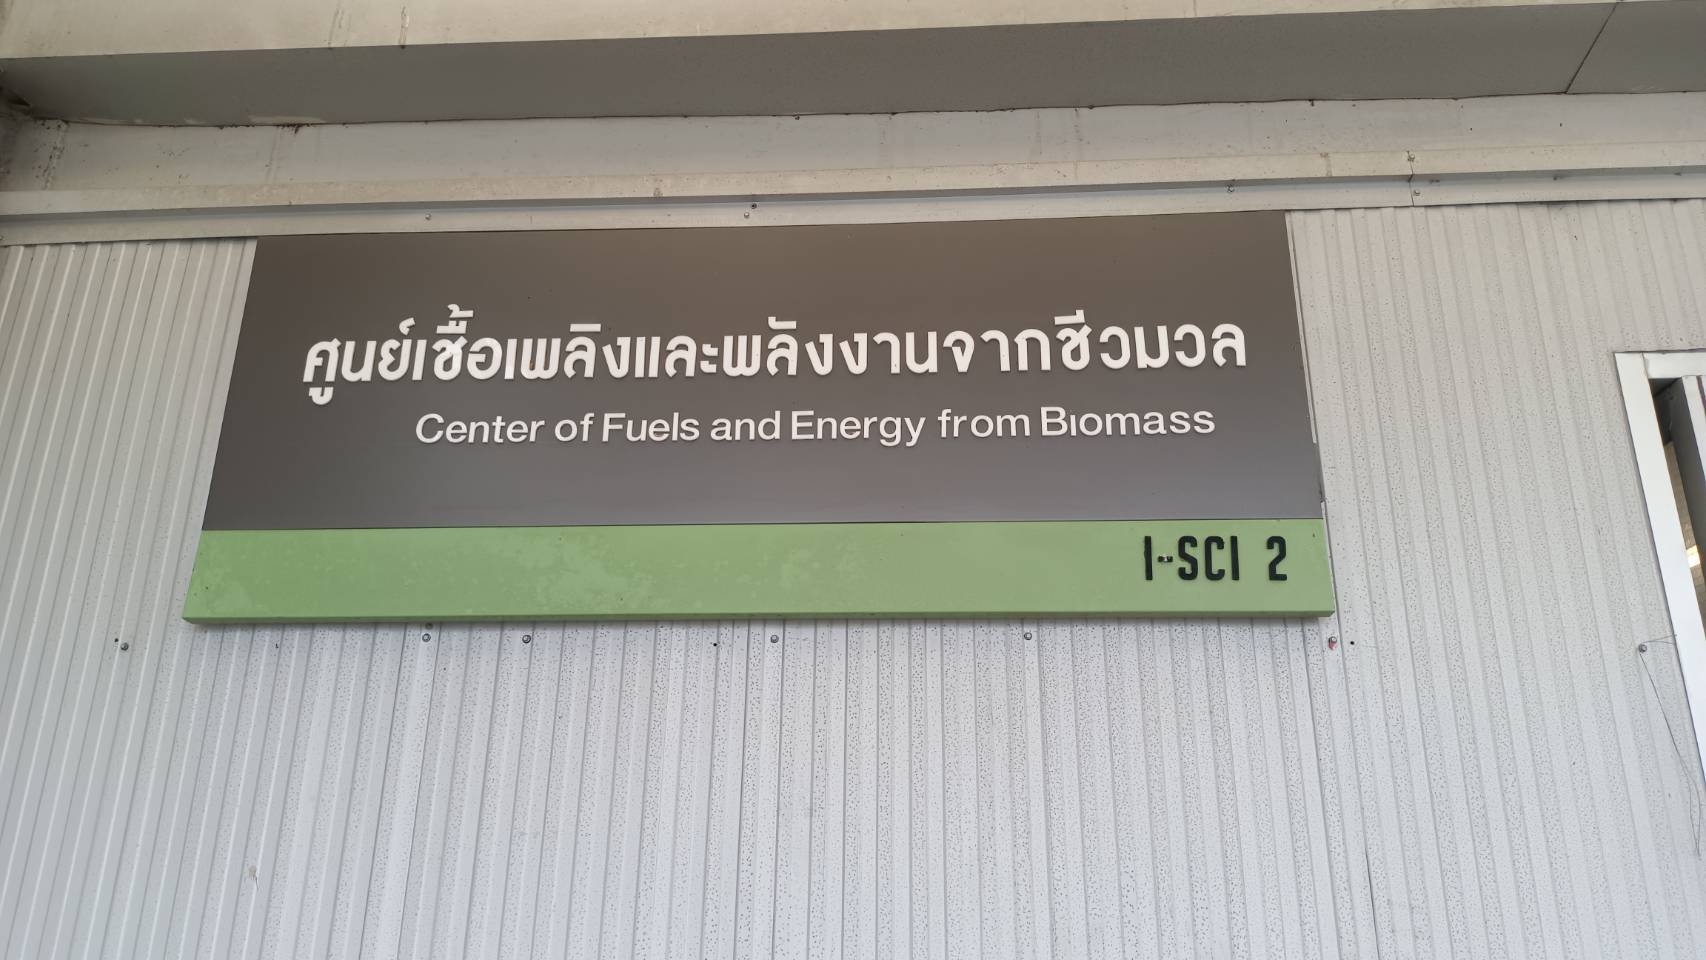 ศูนย์เชื้อเพลิงและพลังงานจากชีวมวล
Center of Fuels and Energy from Biomass
I-SCI 2